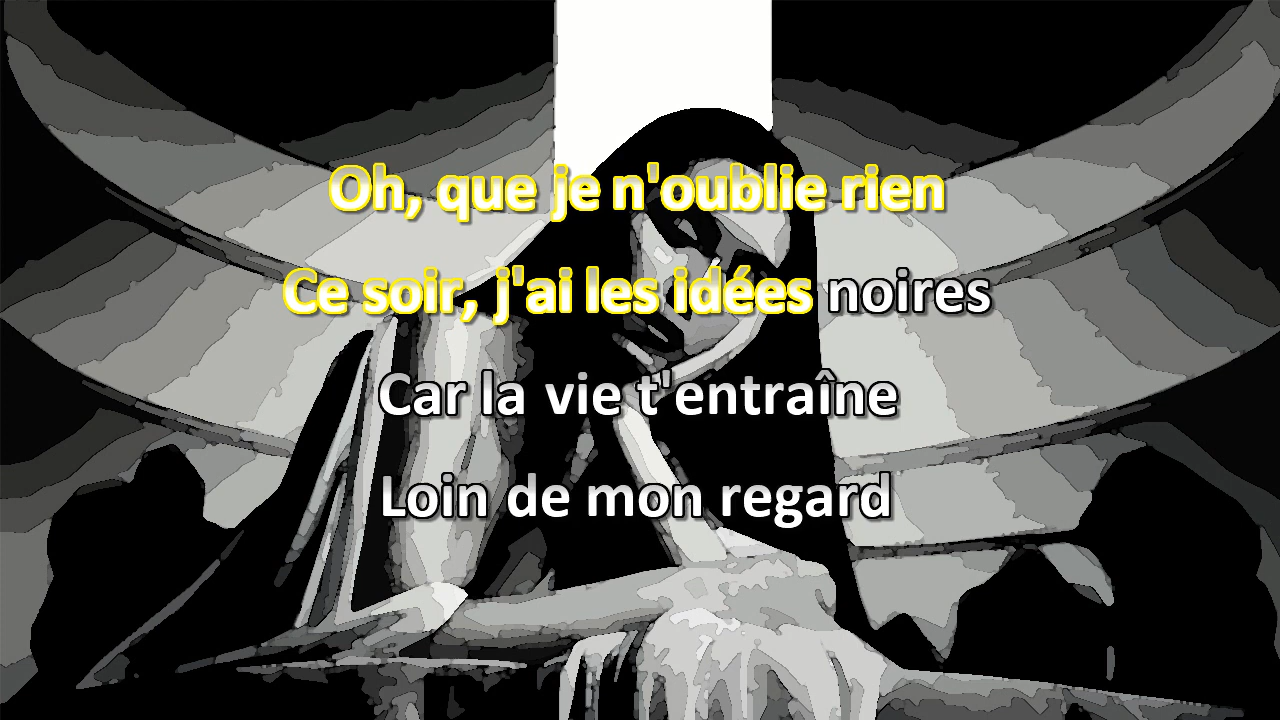 Oh, que je n'oublie rien
Ce soir, j'ai les idées noires
Car la vie t'entraîne
Loin de mon regard